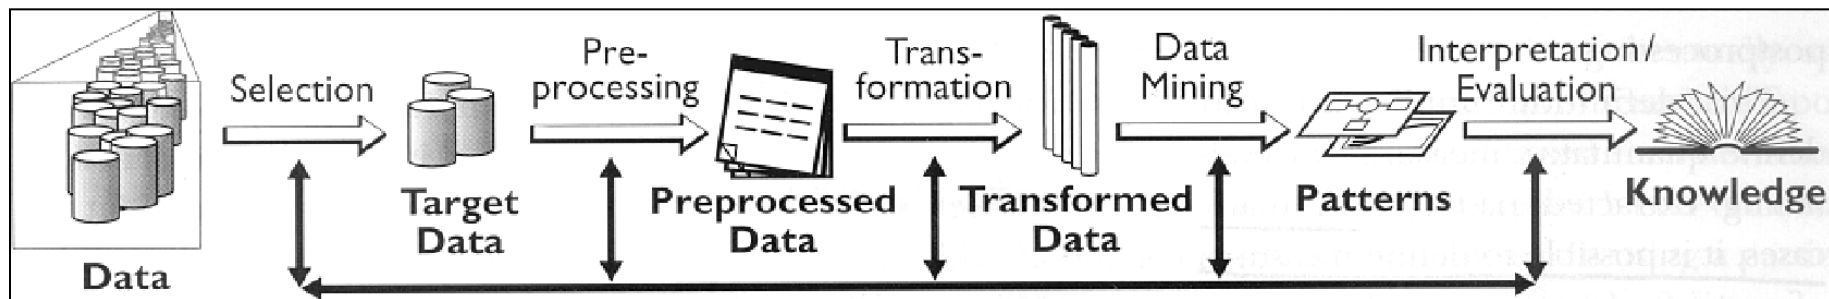 Selection
Pre-
processing
Trans-
formation
Data
Mining
Interpretation/
Evaluation
Data
Target
Data
Preprocessed
Data
Transformed
Data
Patterns
Knowledge